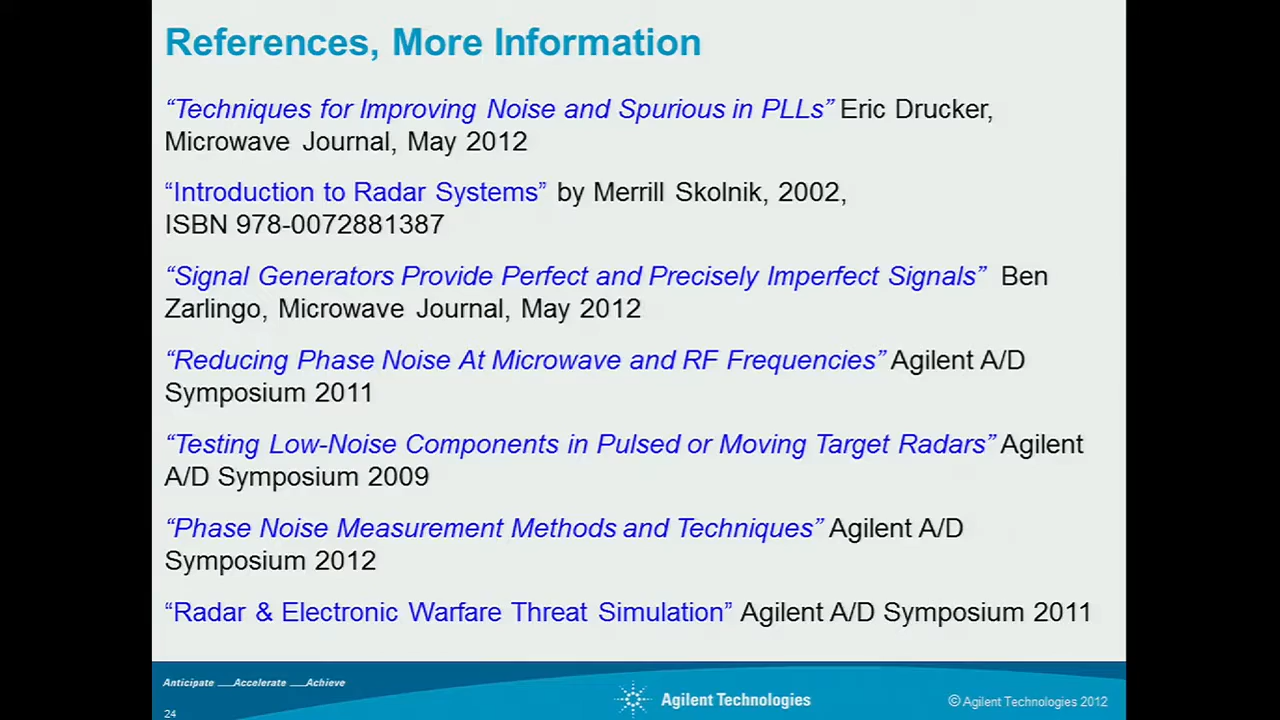 References, More Information
“Techniques for Improving Noise and Spurious in PLLs” Eric Drucker,
Microwave Journal, May 2012
“Introduction to Radar Systems” by Merrill Skolnik, 2002,
ISBN 978-0072881387
“Signal Generators Provide Perfect and Precisely Imperfect Signals” Ben
Zarlingo, Microwave Journal, May 2012
“Reducing Phase Noise At Microwave and RF Frequencies” Agilent A/D
Symposium 2011
“Testing Low-Noise Components in Pulsed or Moving Target Radars” Agilent
A/D Symposium 2009
“Phase Noise Measurement Methods and Techniques” Agilent A/D
Symposium 2012
“Radar & Electronic Warfare Threat Simulation” Agilent A/D Symposium 2011
Anticipate __Accelerate __Achieve
Agilent Technologies
© Agilent Technologies 2012
24